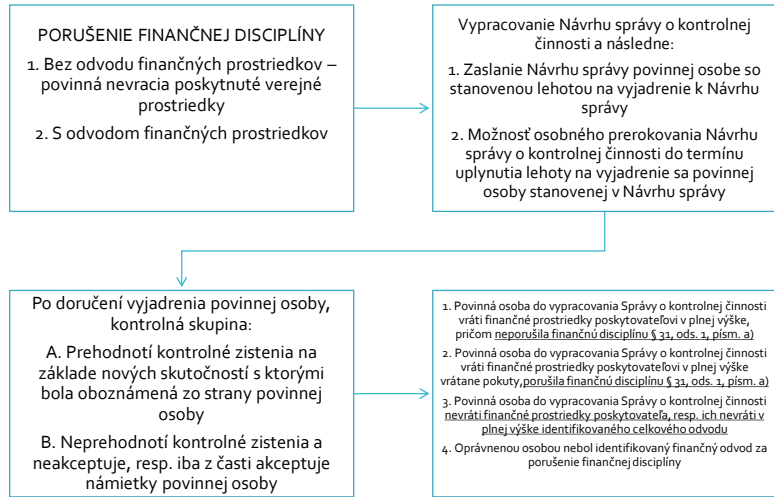 PORUŠENIE FINANČNEJ DISCIPLÍNY
1. Bez odvodu finančných prostriedkov –
povinná nevracia poskytnuté verejné
prostriedky
2. S odvodom finančných prostriedkov
Vypracovanie Návrhu správy o kontrolnej
činnosti a následne:
1. Zaslanie Návrhu správy povinnej osobe so
stanovenou lehotou na vyjadrenie k Návrhu
správy
2. Možnosť osobného prerokovania Návrhu
správy o kontrolnej činnosti do termínu
uplynutia lehoty na vyjadrenie sa povinnej
osoby stanovenej v Návrhu správy
Po doručení vyjadrenia povinnej osoby,
kontrolná skupina:
A. Prehodnotí kontrolné zistenia na
základe nových skutočností s ktorými
bola oboznámená zo strany povinnej
osoby
B. Neprehodnotí kontrolné zistenia a
neakceptuje, resp. iba z časti akceptuje
námietky povinnej osoby
1. Povinná osoba do vypracovania Správy o kontrolnej činnosti
vráti finančné prostriedky poskytovateľovi v plnej výške,
pričom neporušila finančnú disciplínu § 31, ods. 1, písm. a)
2. Povinná osoba do vypracovania Správy o kontrolnej činnosti
vráti finančné prostriedky poskytovateľovi v plnej výške
vrátane pokuty,porušila finančnú disciplínu § 31, ods. 1, písm. a)
3. Povinná osoba do vypracovania Správy o kontrolnej činnosti
nevráti finančné prostriedky poskytovateľa, resp. ich nevráti v
plnej výške identifikovaného celkového odvodu
4. Oprávnenou osobou nebol identifikovaný finančný odvod za
porušenie finančnej disciplíny